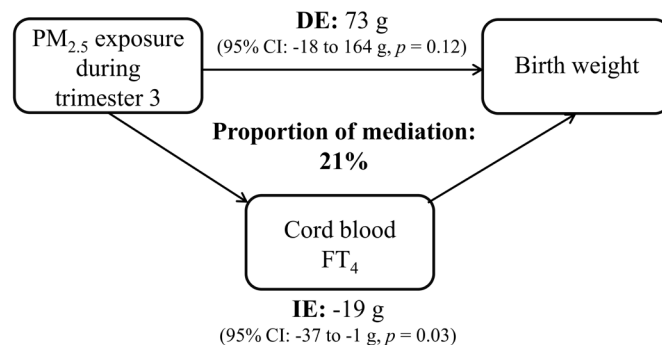 DE: 73 g
(95% CI: -18 to 164 g, p = 0.12)
PM2.5 exposure
during
trimester 3
Birth weight
Proportion of mediation:
21%
Cord blood
FT4
IE: -19 g
(95% CI: -37 to -1 g, p = 0.03)